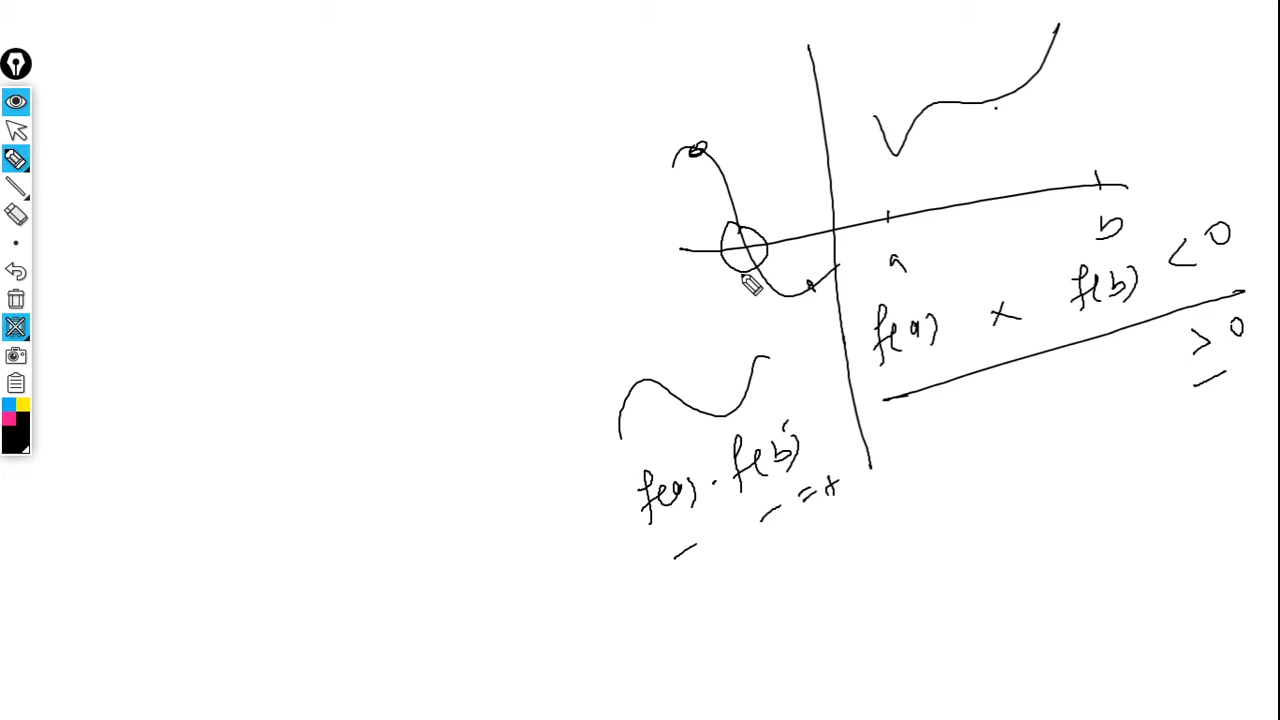 a b
f(a) × f(b) < 0
> 0
f(a) . f(b)
- - = +